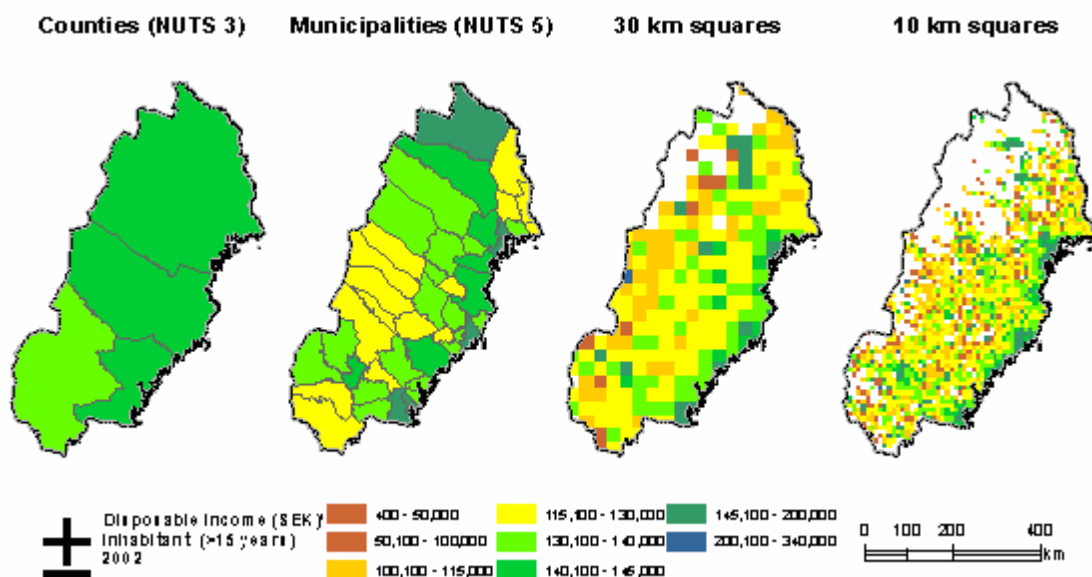 Counties (NUTS 3)
Municipalities (NUTS 5)
30 km squares
10 km squares
Disposable Income (SEK)/
Inhabitant (>15 years)
2002
400 - 50,000
50,100 - 100,000
100,100 - 115,000
115,100 - 130,000
130,100 - 140,000
140,100 - 145,000
145,100 - 200,000
200,100 - 340,000
0 100 200 400
km